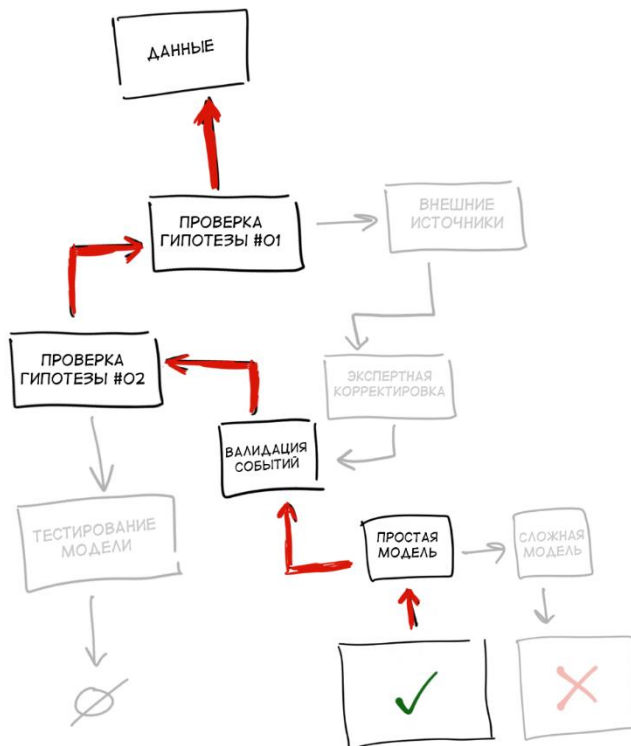 ДАННЫЕ
ПРОВЕРКА
ГИПОТЕЗЫ #01
ВНЕШНИЕ
ИСТОЧНИКИ
ПРОВЕРКА
ГИПОТЕЗЫ #02
ЭКСПЕРТНАЯ
КОРРЕКТИРОВКА
ВАЛИДАЦИЯ
СОБЫТИЙ
ТЕСТИРОВАНИЕ
МОДЕЛИ
ПРОСТАЯ
МОДЕЛЬ
СЛОЖНАЯ
МОДЕЛЬ